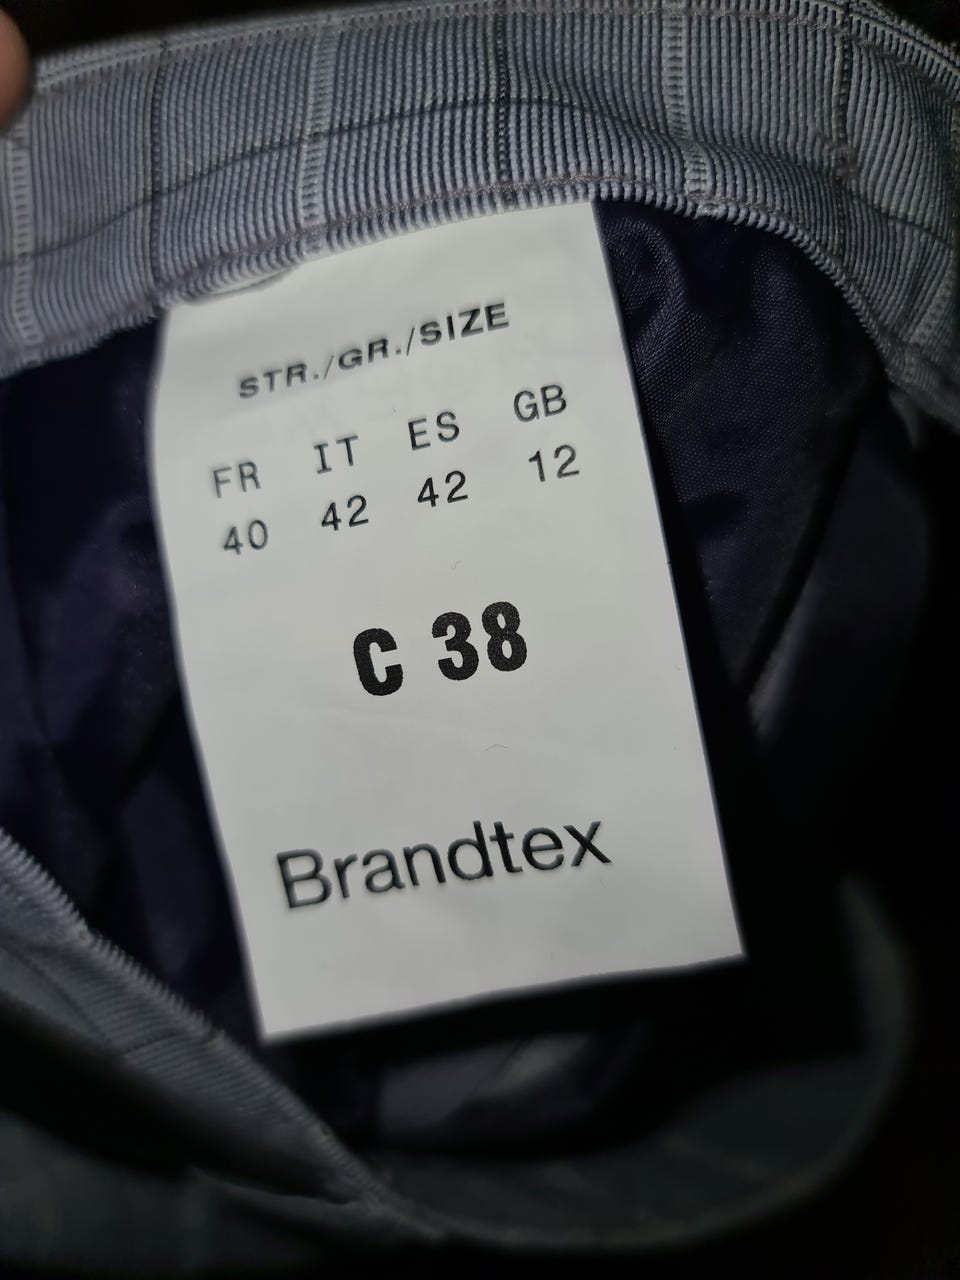 STR./GR./SIZE
FR IT ES GB
40 42 42 12
C 38
Brandtex